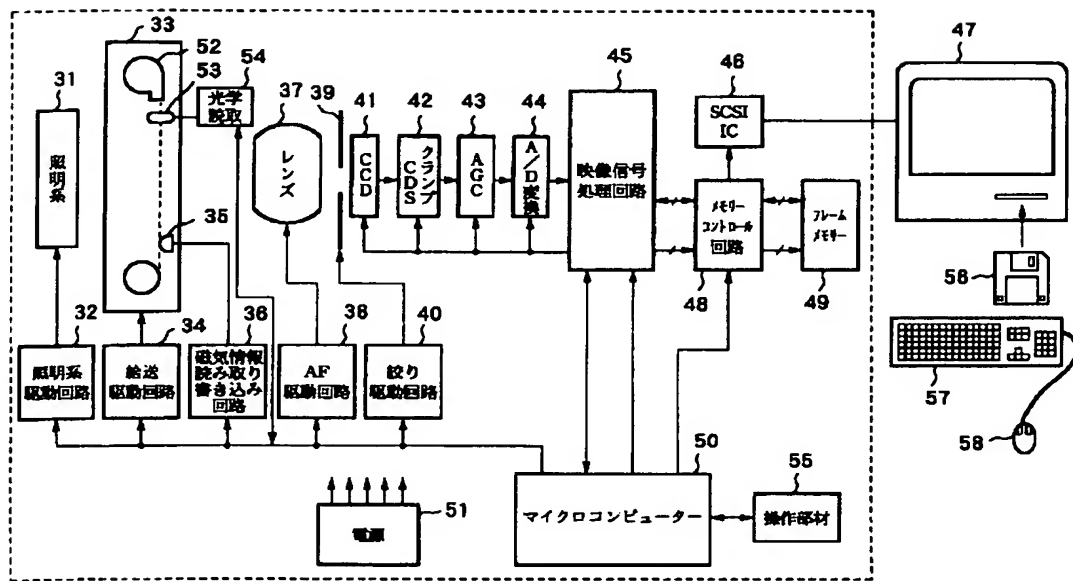 33
52
53
54
31
光学
読取
37
39
41
42
43
44
45
46
47
照明系
レンズ
CCD
クランプ
CDS
AGC
A/D変換
映像信号
処理回路
SCSI
IC
メモリー
コントロール
回路
フレーム
メモリー
35
48
49
56
32
34
36
38
40
照明系
駆動回路
給送
駆動回路
磁気情報
読み取り
書き込み
回路
AF
駆動回路
絞り
駆動回路
57
58
50
55
マイクロコンピューター
操作部材
電源
51